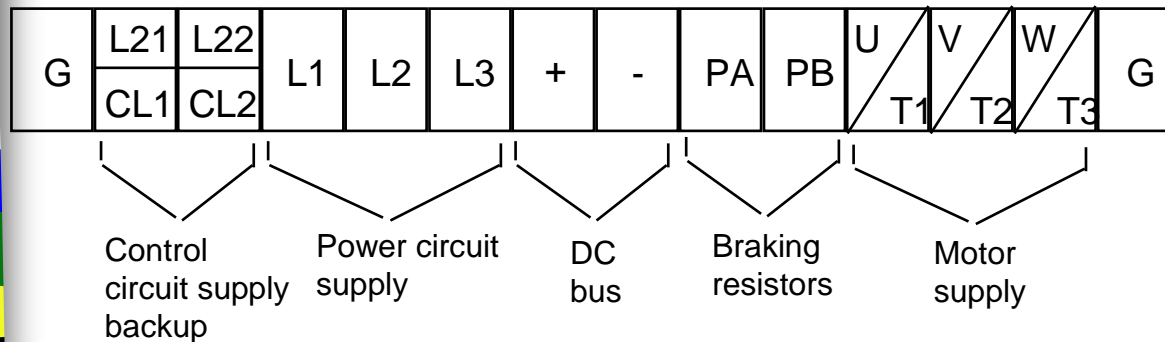 G L21 L22 L1 L2 L3 + - PA PB U V W G
CL1 CL2 T1 T2 T3
Control
circuit supply
backup
Power circuit
supply
DC
bus
Braking
resistors
Motor
supply